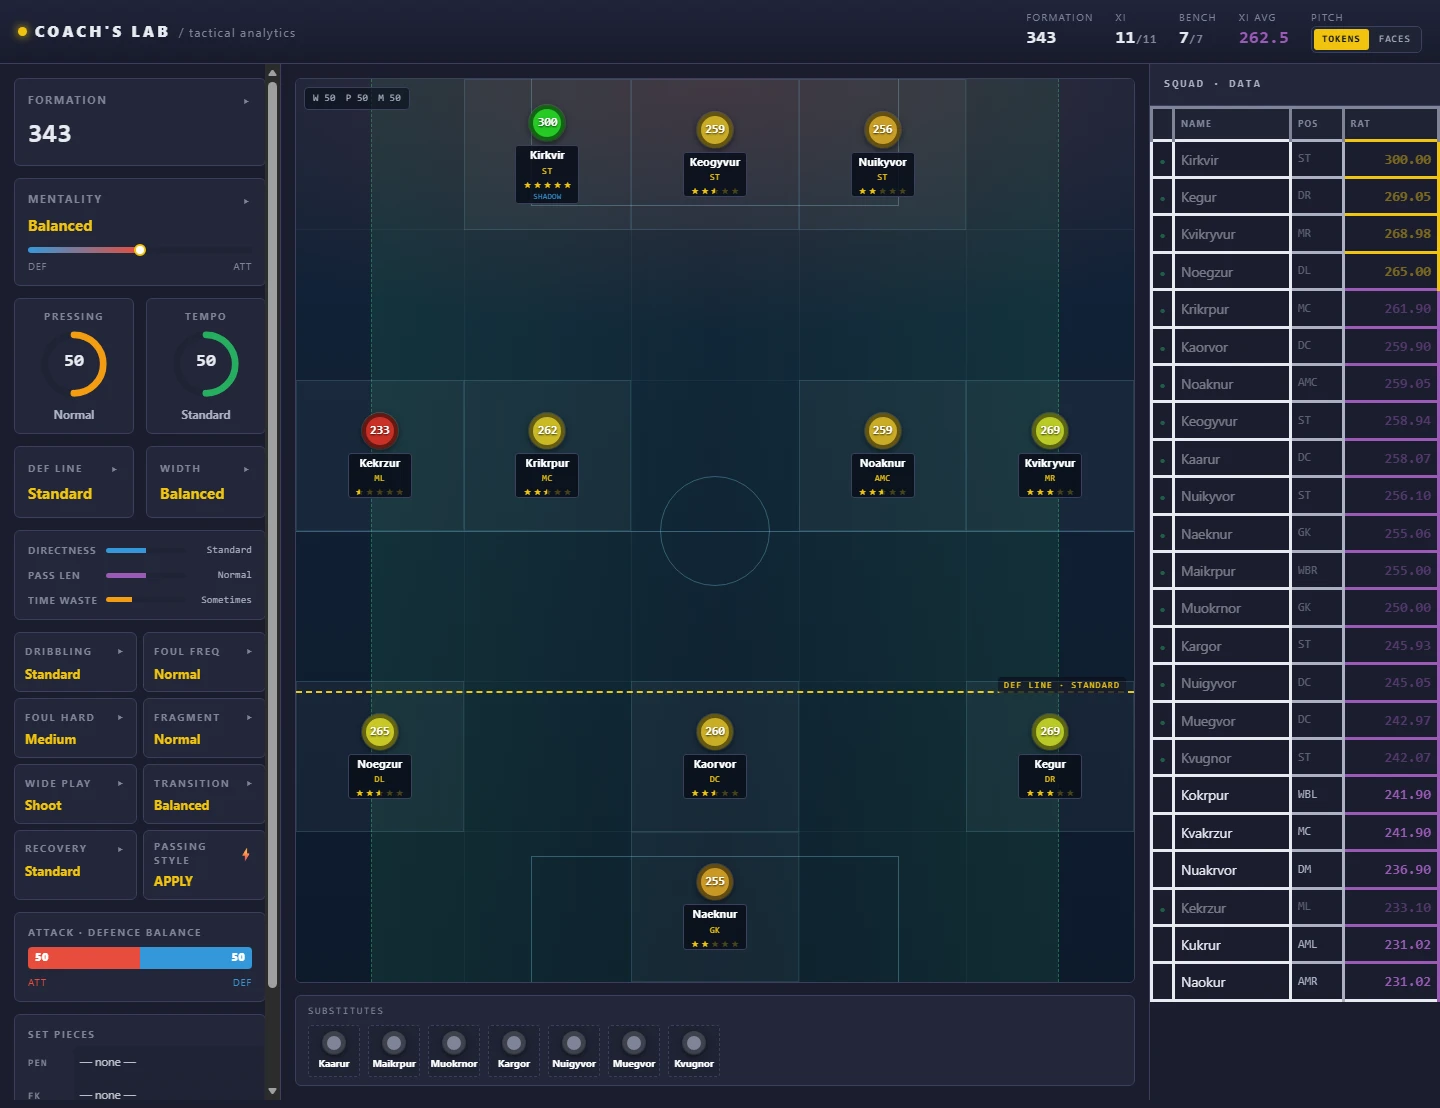 COACH'S LAB / tactical analytics
FORMATION XI BENCH XI AVG PITCH
343 11/11 7/7 262.5 TOKENS FACES
FORMATION
343
MENTALITY
Balanced
DEF ATT
PRESSING TEMPO
50 50
Normal Standard
DEF LINE WIDTH
Standard Balanced
DIRECTNESS Standard
PASS LEN Normal
TIME WASTE Sometimes
DRIBBLING FOUL FREQ
Standard Normal
FOUL HARD FRAGMENT
Medium Normal
WIDE PLAY TRANSITION
Shoot Balanced
RECOVERY PASSING STYLE
Standard APPLY
ATTACK · DEFENCE BALANCE
50 50
ATT DEF
SET PIECES
PEN — none —
FK — none —
W 50 P 50 M 50
300 259 256
Kirkvir Keogyvur Nuikyvor
ST ST ST
SHADOW
233 262 259 269
Kekrzur Krikrpur Noaknur Kvikryvur
ML MC AMC MR
DEF LINE · STANDARD
265 260 269
Noegzur Kaorvor Kegur
DL DC DR
255
Naeknur
GK
SUBSTITUTES
Kaarur Maikrpur Muokrnor Kargor Nuigyvor Muegvor Kvugnor
SQUAD · DATA
NAME POS RAT
Kirkvir ST 300.00
Kegur DR 269.05
Kvikryvur MR 268.98
Noegzur DL 265.00
Krikrpur MC 261.90
Kaorvor DC 259.90
Noaknur AMC 259.05
Keogyvur ST 258.94
Kaarur DC 258.07
Nuikyvor ST 256.10
Naeknur GK 255.06
Maikrpur WBR 255.00
Muokrnor GK 250.00
Kargor ST 245.93
Nuigyvor DC 245.05
Muegvor DC 242.97
Kvugnor ST 242.07
Kokrpur WBL 241.90
Kvakrzur MC 241.90
Nuakrvor DM 236.90
Kekrzur ML 233.10
Kukrur AML 231.02
Naokur AMR 231.02